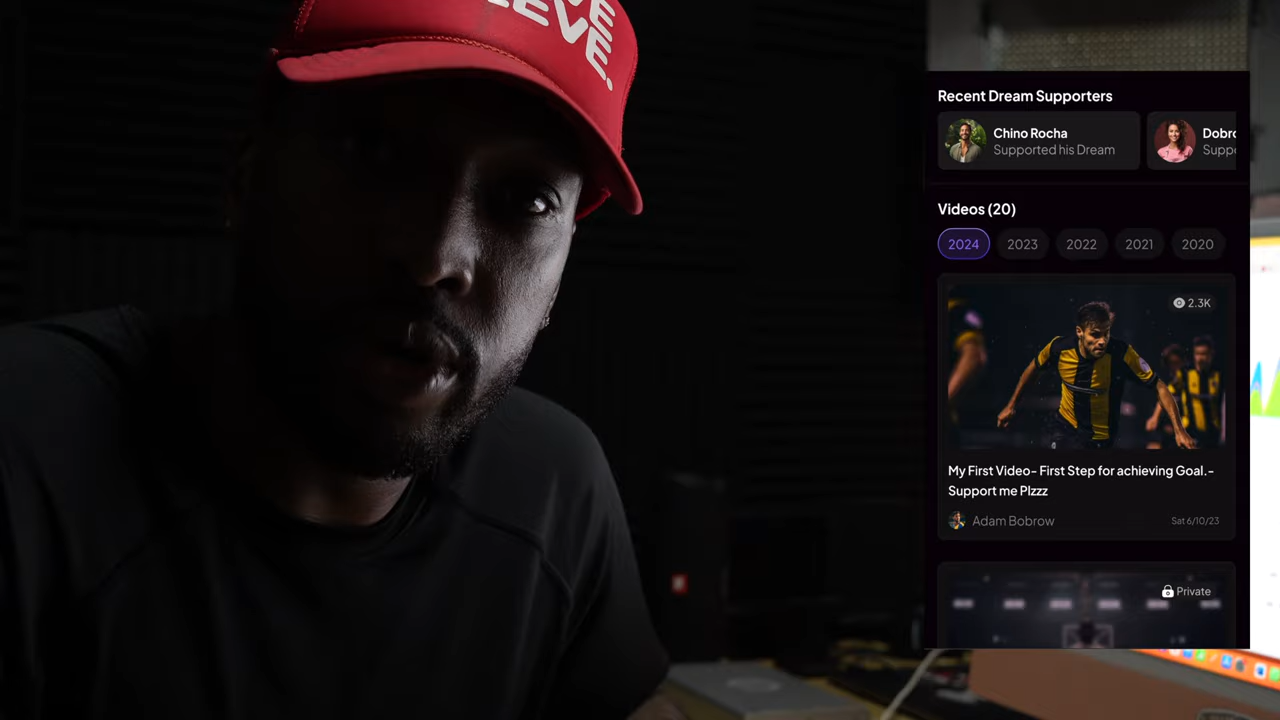 EVE.
Recent Dream Supporters
Chino Rocha
Supported his Dream
Videos (20)
2024
2023
2022
2021
2020
2.3K
My First Video- First Step for achieving Goal.-
Support me Plzzz
Adam Bobrow
Sat 6/10/23
Private